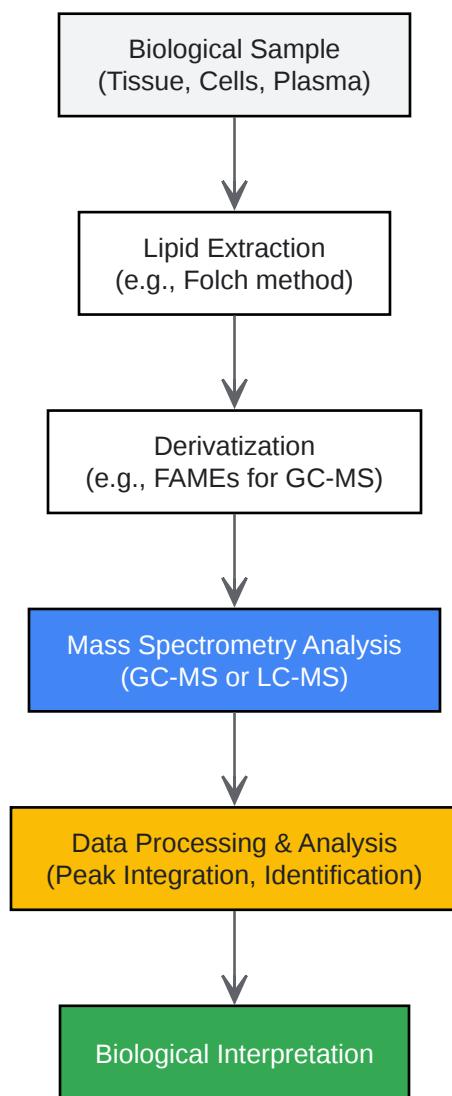 Biological Sample
(Tissue, Cells, Plasma)
Lipid Extraction
(e.g., Folch method)
Derivatization
(e.g., FAMEs for GC-MS)
Mass Spectrometry Analysis
(GC-MS or LC-MS)
Data Processing & Analysis
(Peak Integration, Identification)
Biological Interpretation